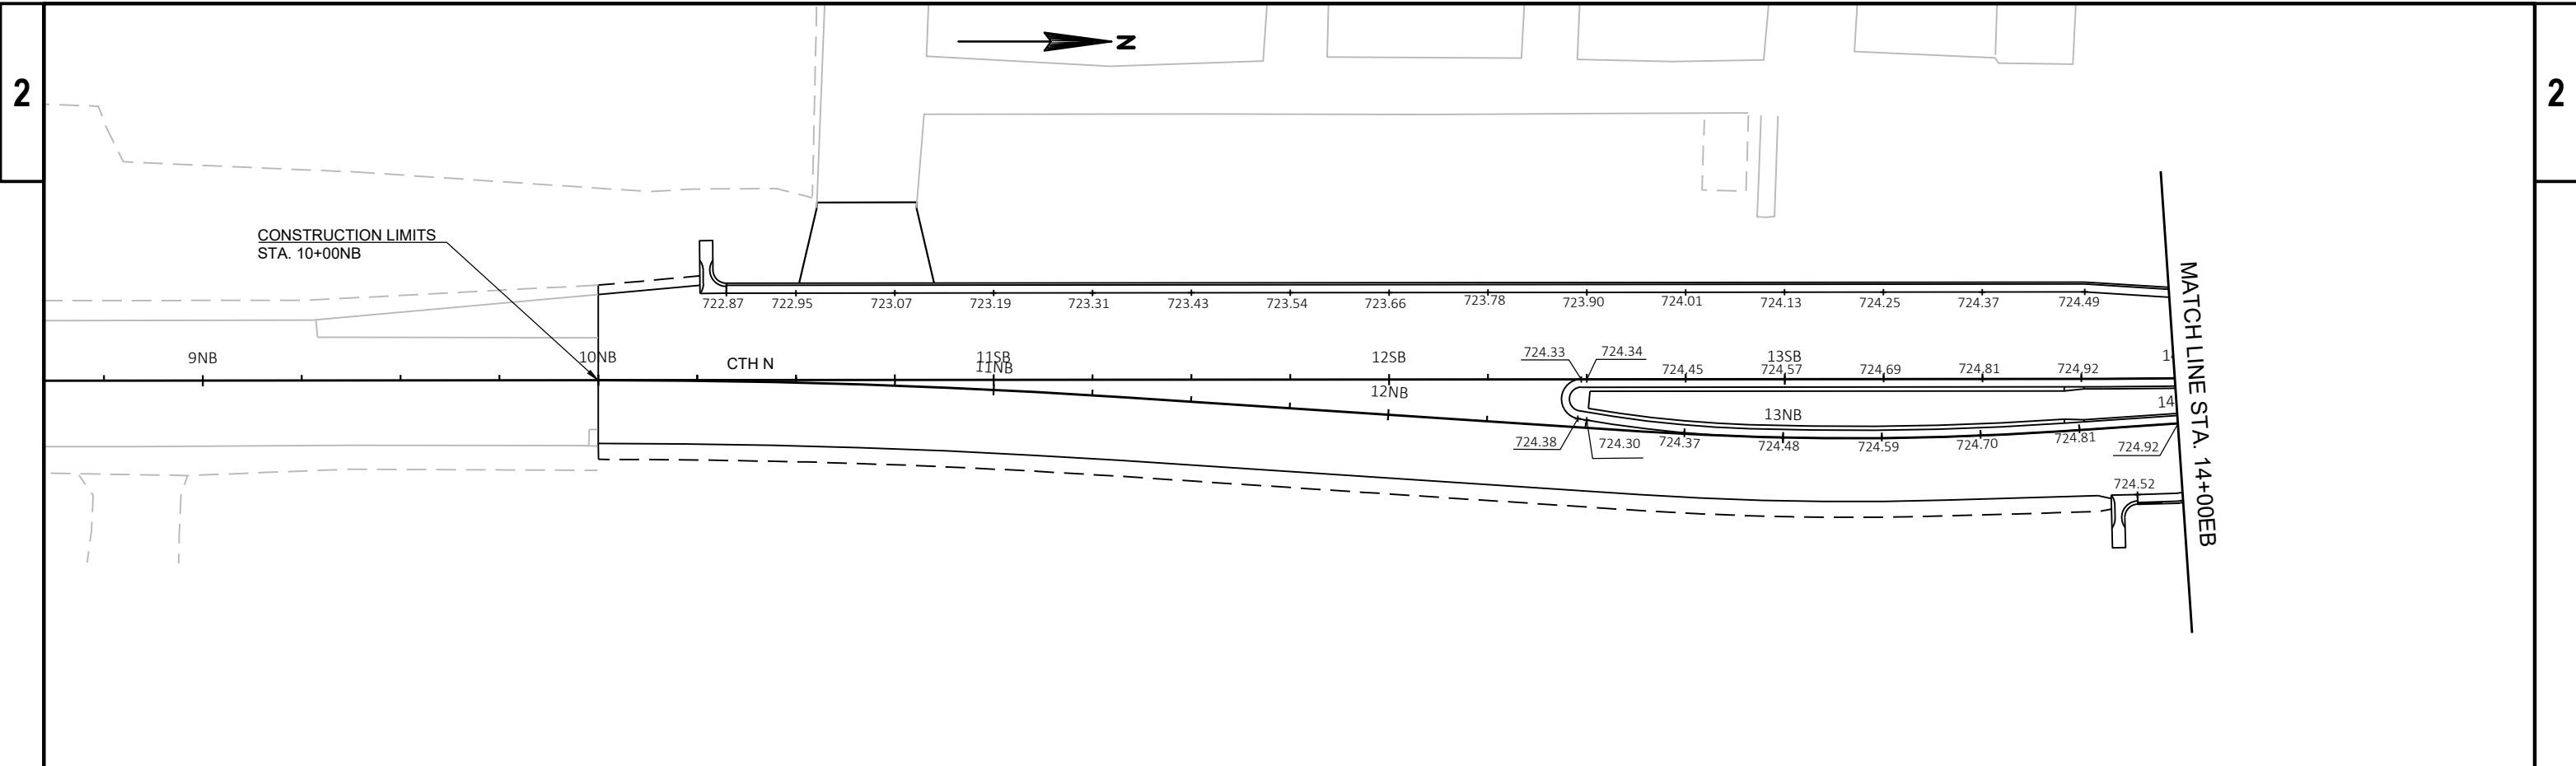 2
N
2
CONSTRUCTION LIMITS
STA. 10+00NB
722.87 722.95 723.07 723.19 723.31 723.43 723.54 723.66 723.78 723.90 724.01 724.13 724.25 724.37 724.49
MATCH LINE STA. 14+00EB
9NB 10NB CTH N 11SB 12SB 724.33 724.34 13SB 14
11NB 724.45 724.57 724.69 724.81 724.92
12NB 13NB 14
724.38 724.30 724.37 724.48 724.59 724.70 724.81 724.92
724.52